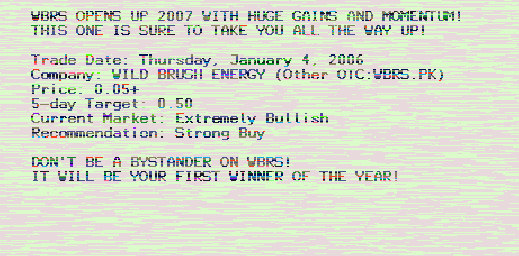 WBRS OPENS UP 2007 WITH HUGE GAINS AND MOMENTUM!
THIS ONE IS SURE TO TAKE YOU ALL THE WAY UP!
Trade Date: Thursday, January 4, 2006
Company: WILD BRUSH ENERGY (Other OTC:WBRS.PK)
Price: 0.05+
5-day Target: 0.50
Current Market: Extremely Bullish
Recommendation: Strong Buy
DON'T BE A BYSTANDER ON WBRS!
IT WILL BE YOUR FIRST WINNER OF THE YEAR!